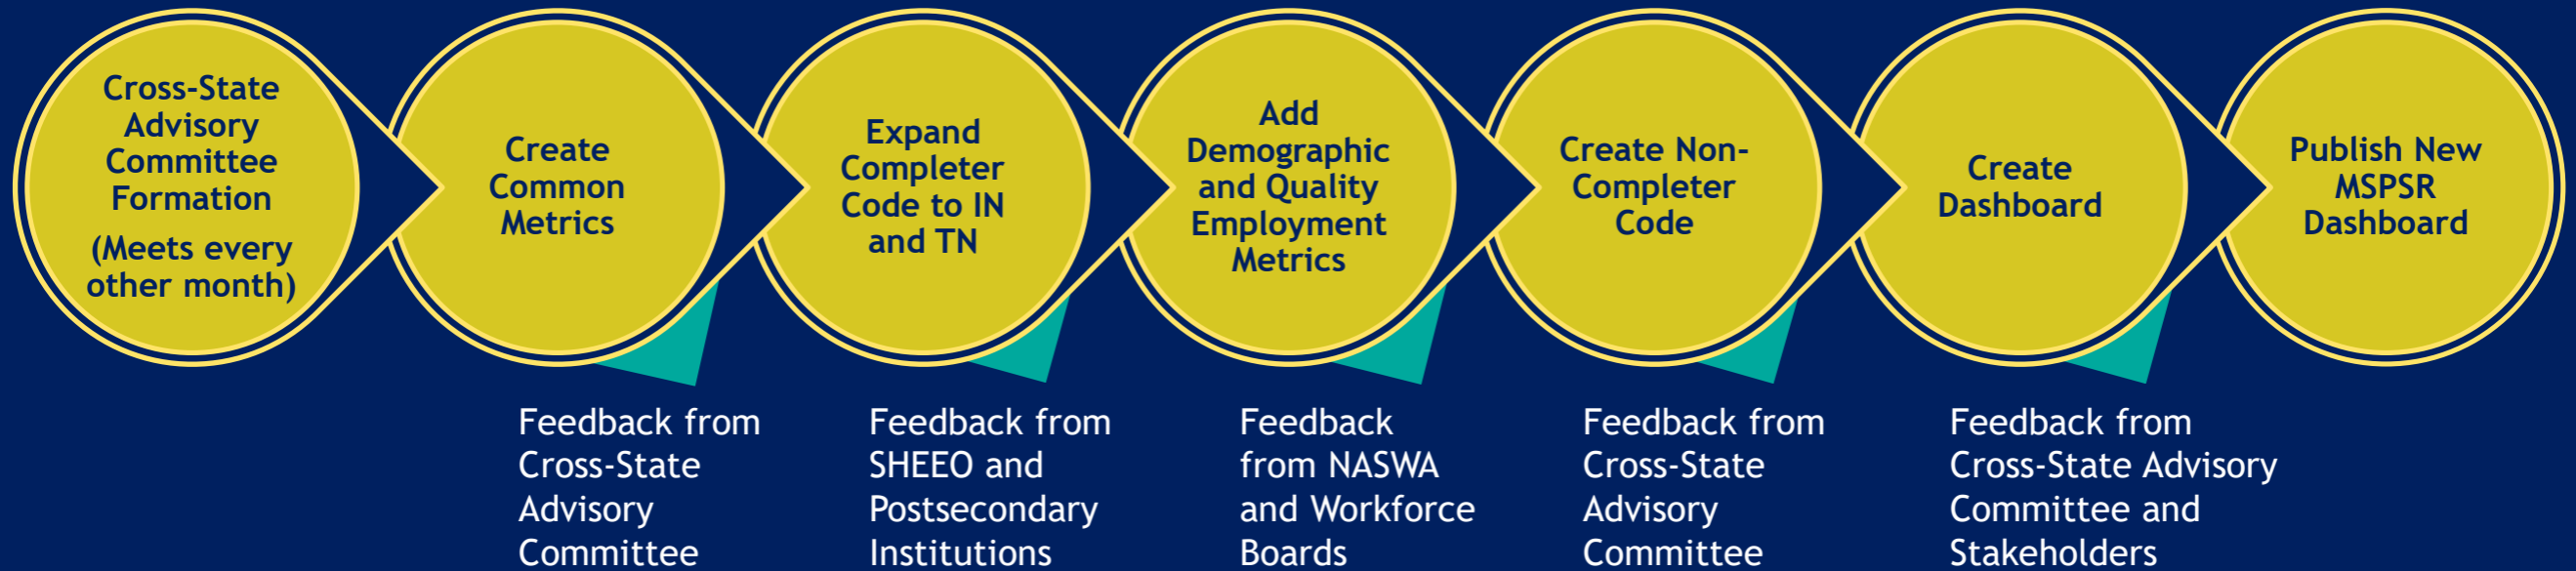 Cross-State
Advisory
Committee
Formation
(Meets every
other month)
Create
Common
Metrics
Expand
Completer
Code to IN
and TN
Add
Demographic
and Quality
Employment
Metrics
Create Non-
Completer
Code
Create
Dashboard
Publish New
MSPSR
Dashboard
Feedback from
Cross-State
Advisory
Committee
Feedback from
SHEEO and
Postsecondary
Institutions
Feedback
from NASWA
and Workforce
Boards
Feedback from
Cross-State
Advisory
Committee
Feedback from
Cross-State Advisory
Committee and
Stakeholders